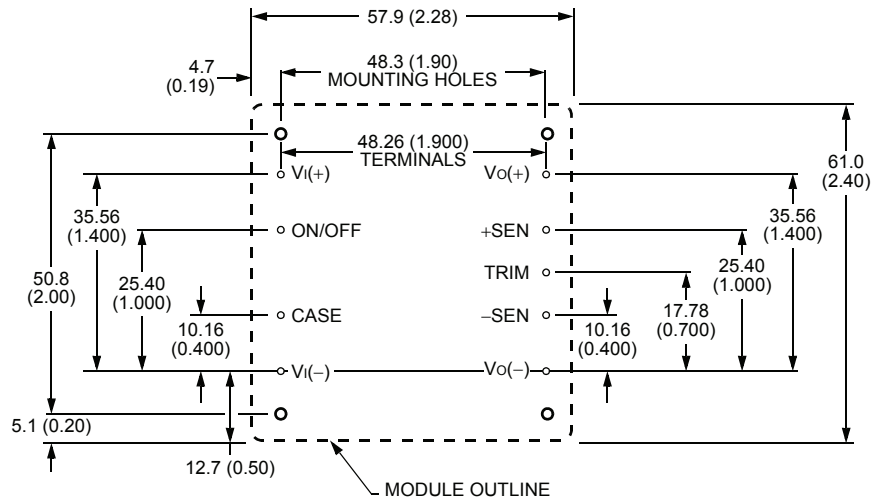 57.9 (2.28)
4.7
(0.19)
48.3 (1.90)
MOUNTING HOLES
48.26 (1.900)
TERMINALS
VI(+)
VO(+)
61.0
(2.40)
35.56
(1.400)
35.56
(1.400)
ON/OFF
+SEN
50.8
(2.00)
25.40
(1.000)
TRIM
25.40
(1.000)
10.16
(0.400)
CASE
–SEN
10.16
(0.400)
17.78
(0.700)
VI(–)
VO(–)
5.1 (0.20)
12.7 (0.50)
MODULE OUTLINE